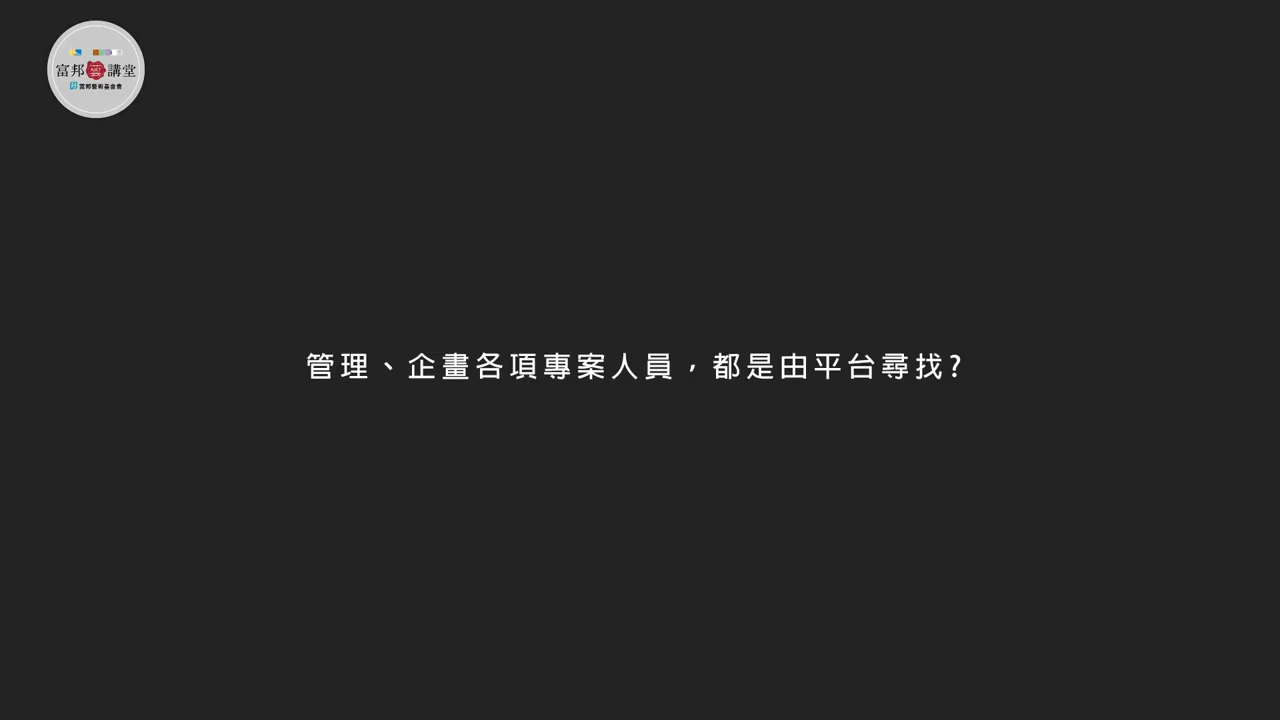 富邦藝講堂
富邦藝術基金會
管理、企畫各項專案人員，都是由平台尋找?